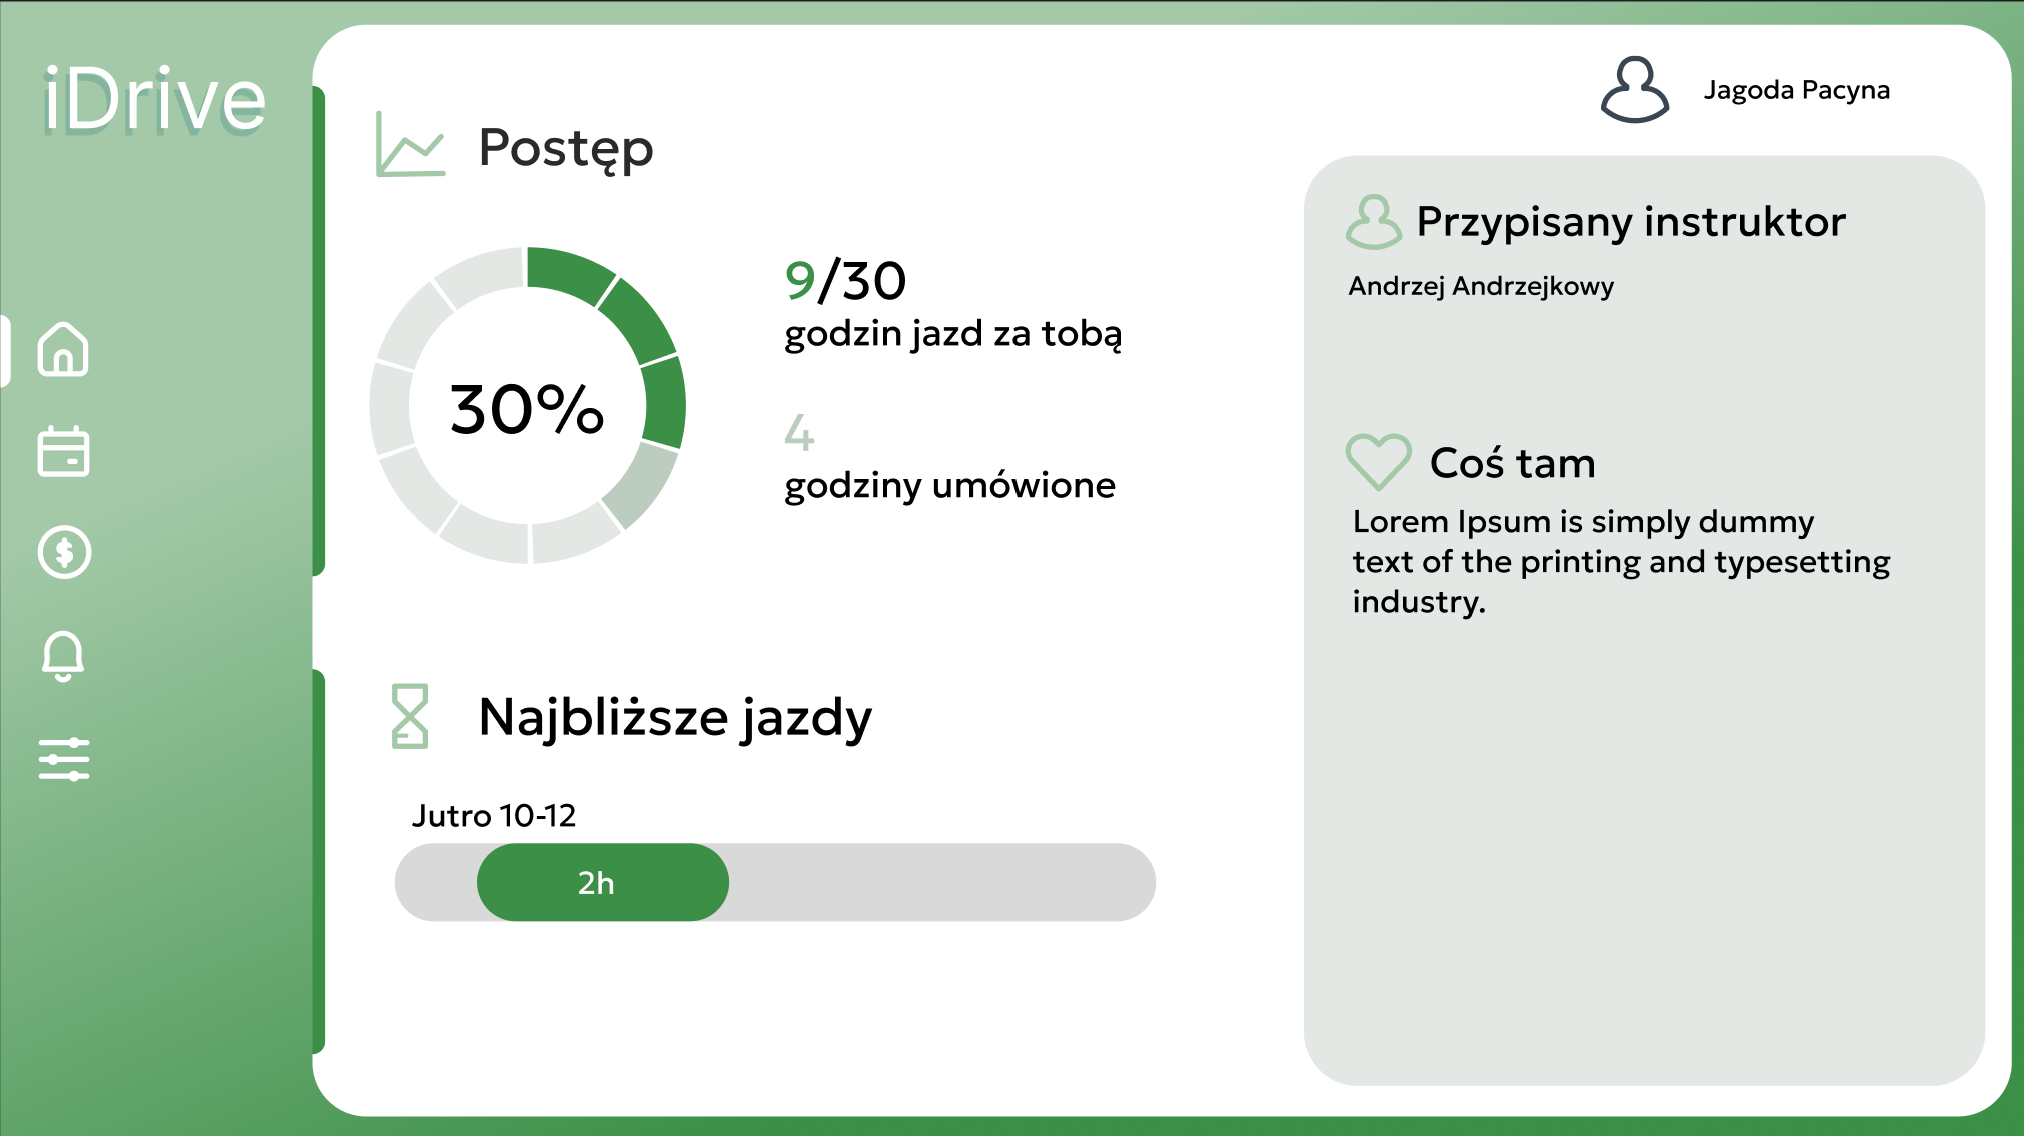 iDrive
Jagoda Pacyna
Postęp
30%
9/30
godzin jazd za tobą
4
godziny umówione
Najbliższe jazdy
Jutro 10-12
2h
Przypisany instruktor
Andrzej Andrzejkowy
Coś tam
Lorem Ipsum is simply dummy
text of the printing and typesetting
industry.